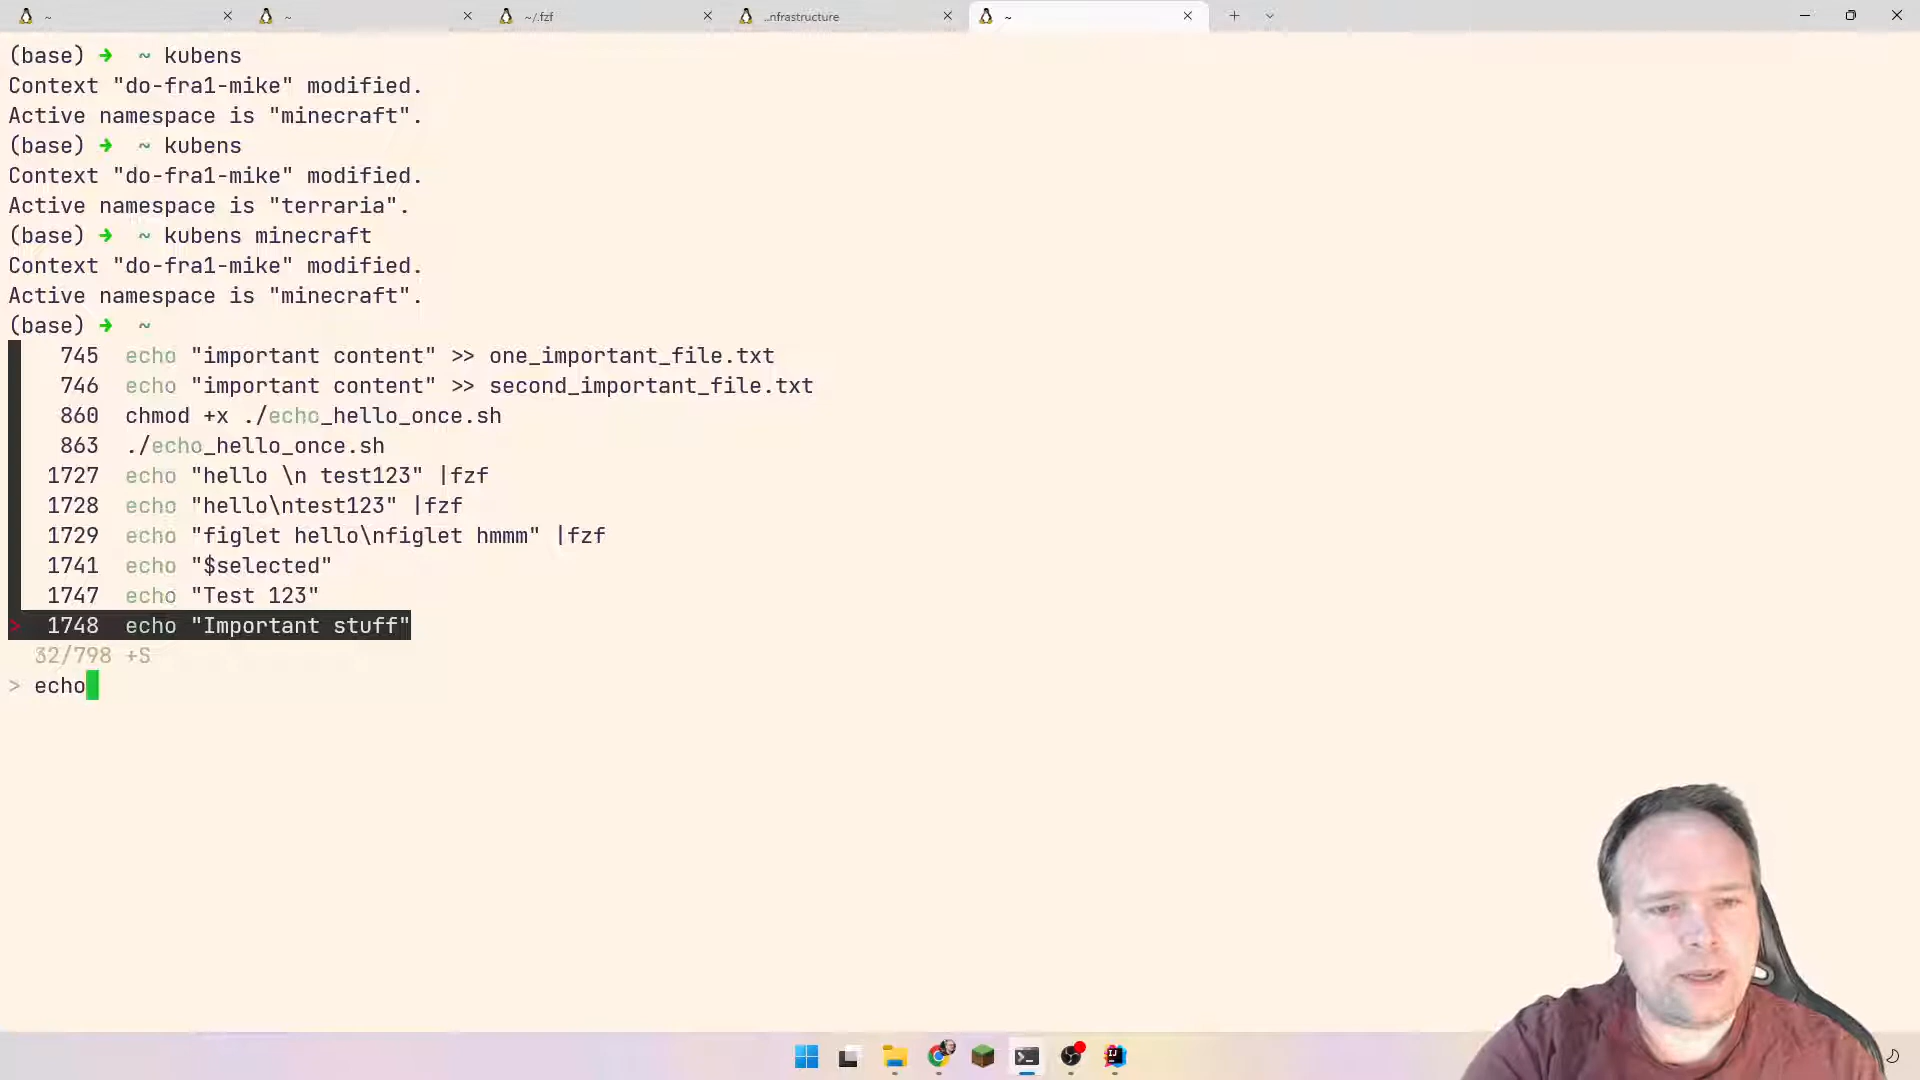 ~
~
~/.fzf
..nfrastructure
~
(base) ➜ ~ kubens
Context "do-fra1-mike" modified.
Active namespace is "minecraft".
(base) ➜ ~ kubens
Context "do-fra1-mike" modified.
Active namespace is "terraria".
(base) ➜ ~ kubens minecraft
Context "do-fra1-mike" modified.
Active namespace is "minecraft".
(base) ➜ ~
745 echo "important content" >> one_important_file.txt
746 echo "important content" >> second_important_file.txt
860 chmod +x ./echo_hello_once.sh
863 ./echo_hello_once.sh
1727 echo "hello \n test123" |fzf
1728 echo "hello\ntest123" |fzf
1729 echo "figlet hello\nfiglet hmmm" |fzf
1741 echo "$selected"
1747 echo "Test 123"
> 1748 echo "Important stuff"
32/798 +S
> echo